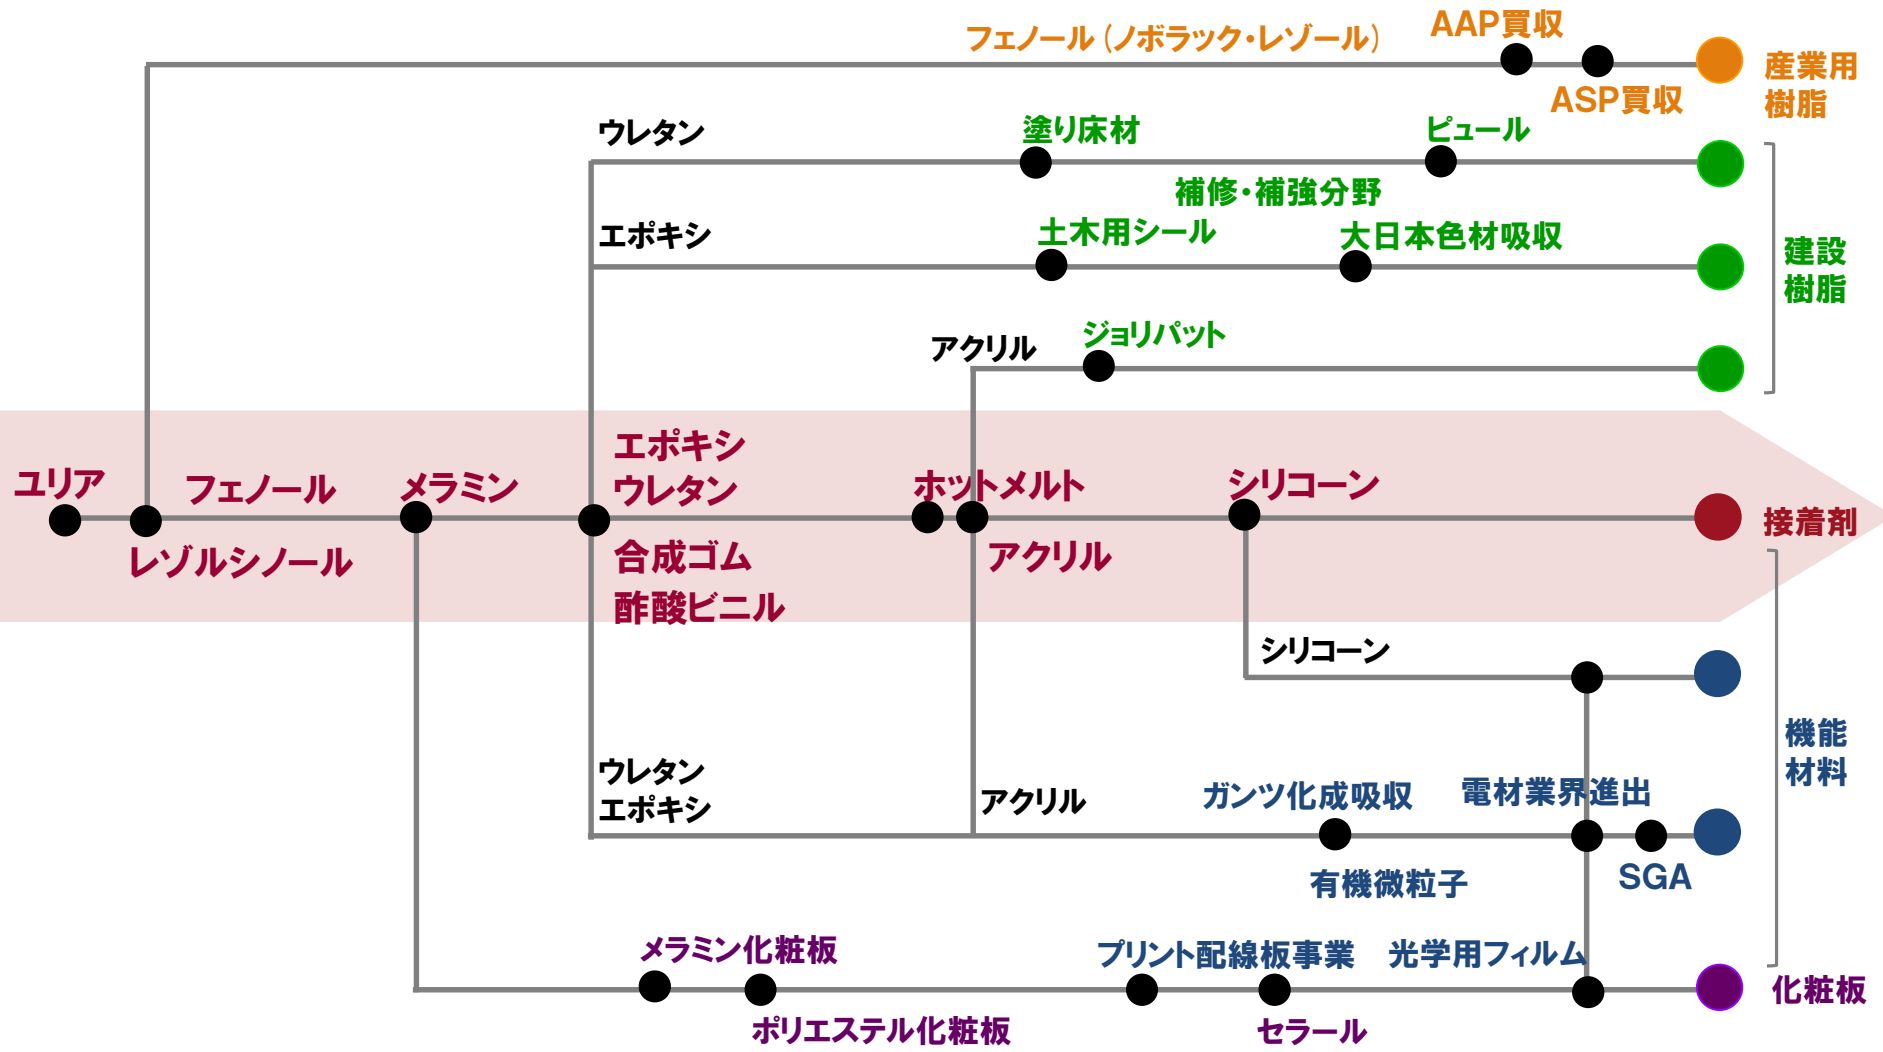 フェノール (ノボラック・レゾール)
AAP買収
ASP買収
産業用
樹脂
ウレタン
塗り床材
ピュール
補修・補強分野
エポキシ
土木用シール
大日本色材吸収
建設
樹脂
アクリル
ジョリパット
ユリア
フェノール
レゾルシノール
メラミン
エポキシ
ウレタン
合成ゴム
酢酸ビニル
ホットメルト
アクリル
シリコーン
接着剤
シリコーン
ウレタン
エポキシ
アクリル
ガンツ化成吸収
有機微粒子
電材業界進出
SGA
機能
材料
メラミン化粧板
ポリエステル化粧板
プリント配線板事業
セラール
光学用フィルム
化粧板